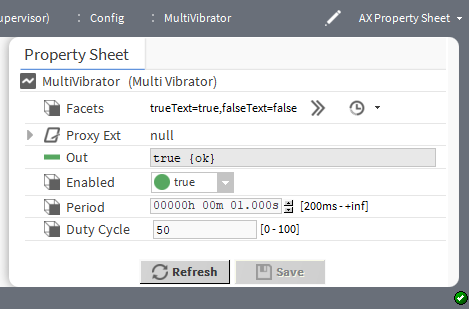 upervisor) : Config : MultiVibrator AX Property Sheet
Property Sheet
MultiVibrator (Multi Vibrator)
Facets trueText=true,falseText=false
Proxy Ext null
Out true {ok}
Enabled true
Period 00000h 00m 01.000s [200ms - +inf]
Duty Cycle 50 [0 - 100]
Refresh Save